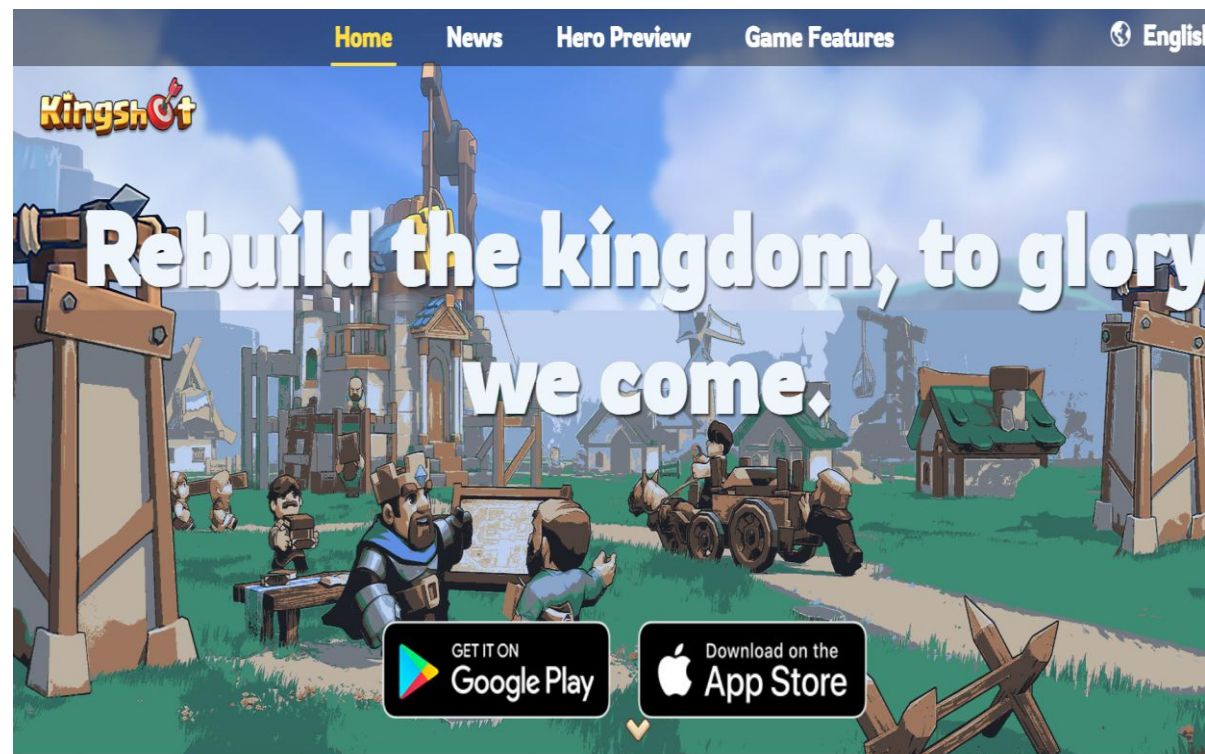 Home News Hero Preview Game Features English
Kingshot
Rebuild the kingdom, to glory
we come.
GET IT ON
Google Play
Download on the
App Store